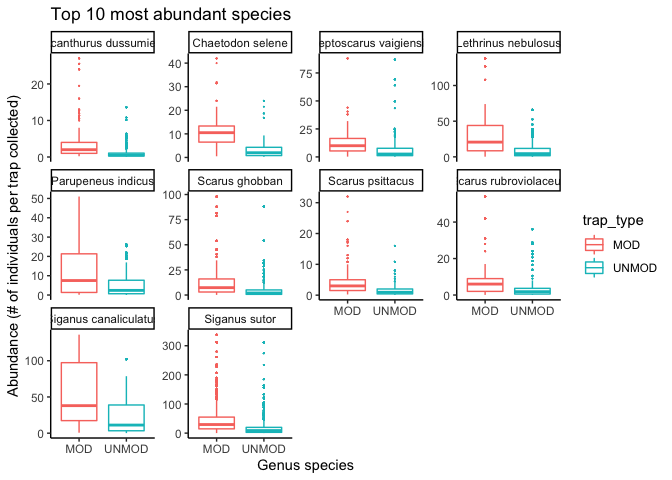 Top 10 most abundant species
canthurus dussumie
Chaetodon selene
eptoscarus vaigiens
Lethrinus nebulosus
20
10
0
40
30
20
10
0
75
50
25
0
100
50
0
Parupeneus indicus
Scarus ghobban
Scarus psittacus
carus rubroviolaceu
50
40
30
20
10
0
100
75
50
25
0
30
20
10
0
40
20
0
MOD UNMOD
MOD UNMOD
iganus canaliculatu
Siganus sutor
100
50
0
300
200
100
0
MOD UNMOD
MOD UNMOD
Genus species
Abundance (# of individuals per trap collected)
trap_type
MOD
UNMOD